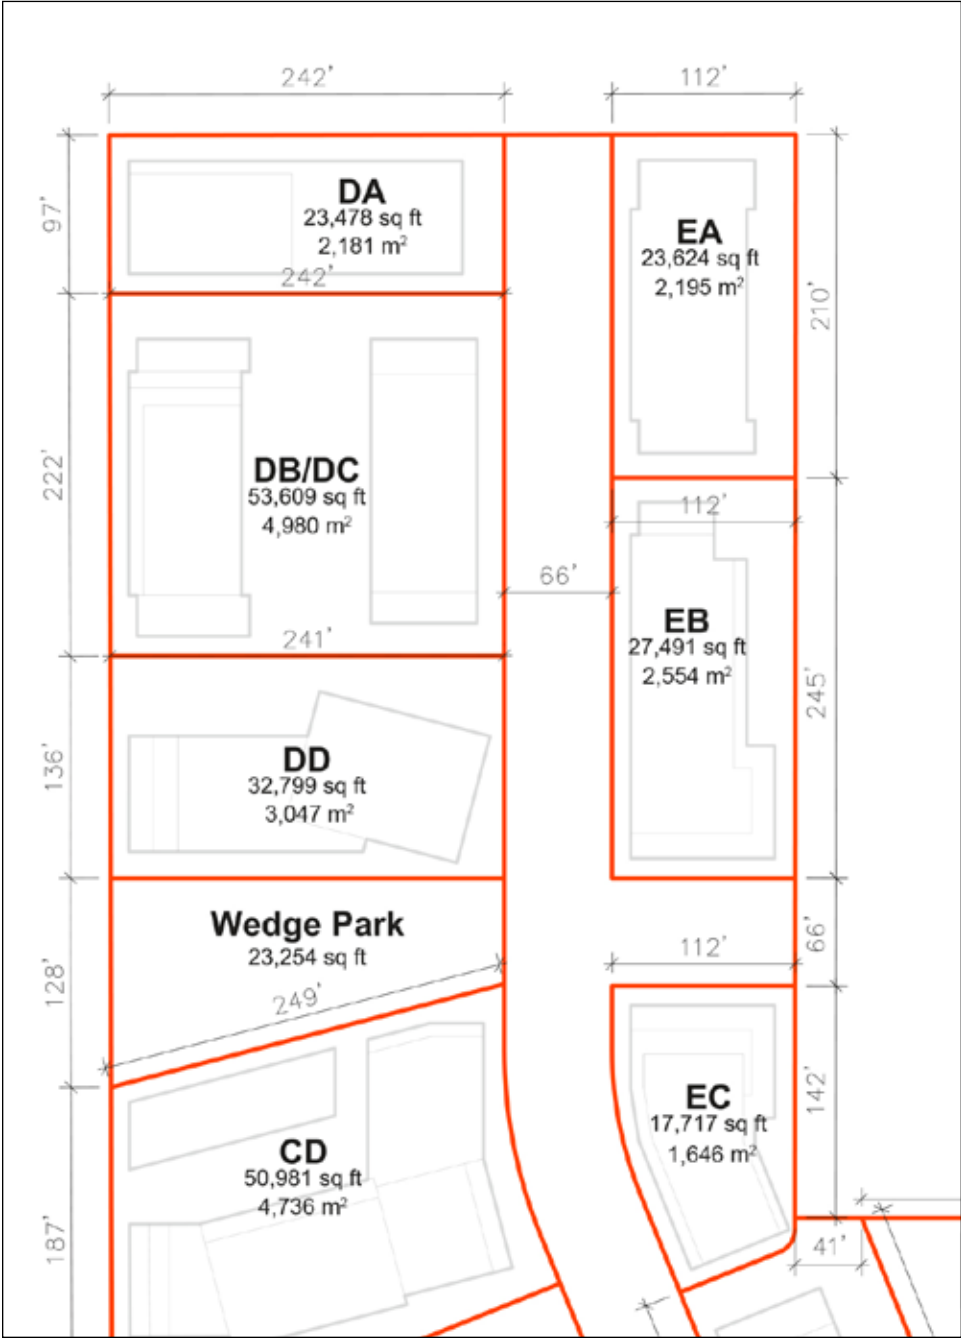 242'
112'
97'
DA
23,478 sq ft
2,181 m²
242'
EA
23,624 sq ft
2,195 m²
210'
222'
DB/DC
53,609 sq ft
4,980 m²
112'
66'
241'
EB
27,491 sq ft
2,554 m²
245'
136'
DD
32,799 sq ft
3,047 m²
Wedge Park
23,254 sq ft
128'
249'
112'
66'
EC
17,717 sq ft
1,646 m²
142'
CD
50,981 sq ft
4,736 m²
187'
41'